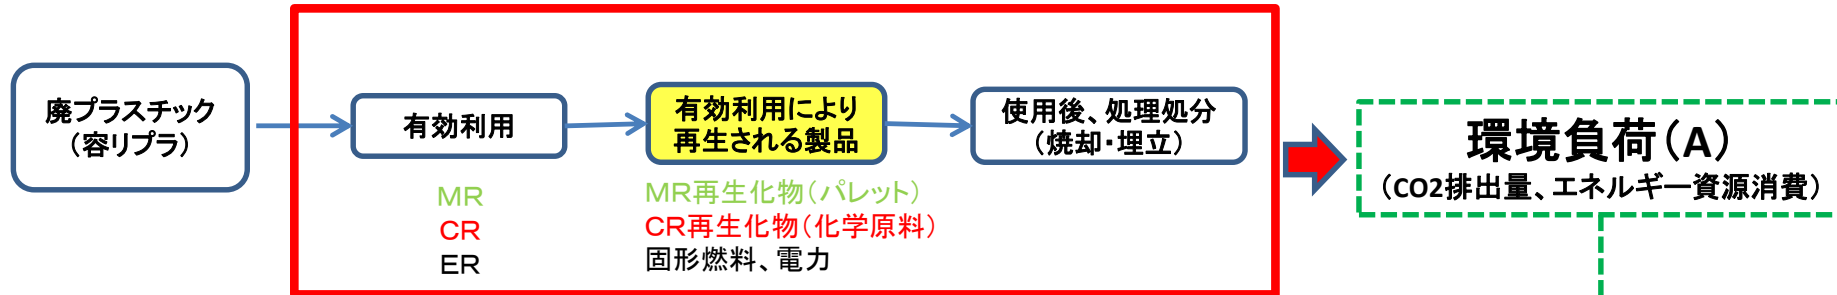 廃プラスチック
（容リプラ）
有効利用
有効利用により
再生される製品
使用後、処理処分
（焼却・埋立）
環境負荷（A）
（CO2排出量、エネルギー資源消費）
MR
MR再生化物（パレット）
CR
CR再生化物（化学原料）
ER
固形燃料、電力